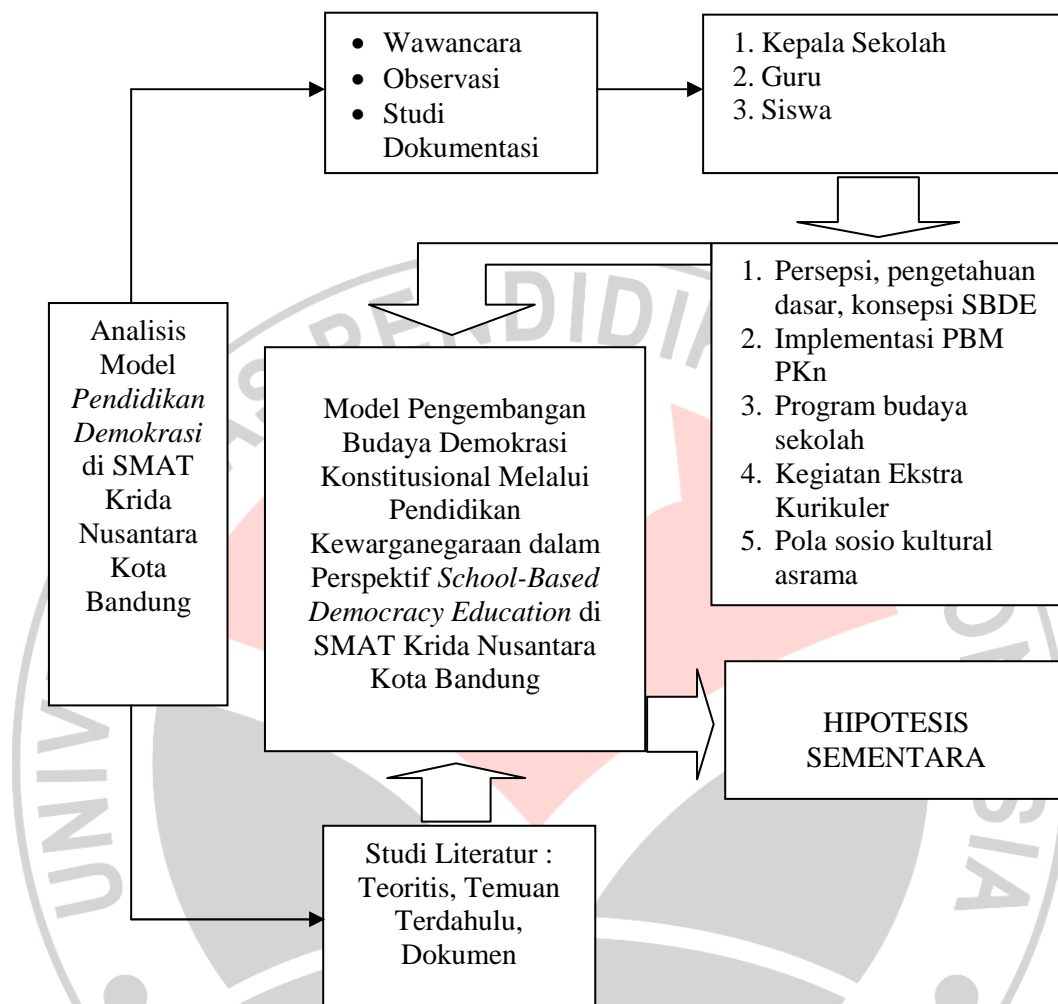 • Wawancara
• Observasi
• Studi
Dokumentasi
1. Kepala Sekolah
2. Guru
3. Siswa
1. Persepsi, pengetahuan
dasar, konsepsi SBDE
2. Implementasi PBM
PKn
3. Program budaya
sekolah
4. Kegiatan Ekstra
Kurikuler
5. Pola sosio kultural
asrama
Analisis
Model
Pendidikan
Demokrasi
di SMAT
Krida
Nusantara
Kota
Bandung
Model Pengembangan
Budaya Demokrasi
Konstitusional Melalui
Pendidikan
Kewarganegaraan dalam
Perspektif School-Based
Democracy Education di
SMAT Krida Nusantara
Kota Bandung
HIPOTESIS
SEMENTARA
Studi Literatur :
Teoritis, Temuan
Terdahulu,
Dokumen